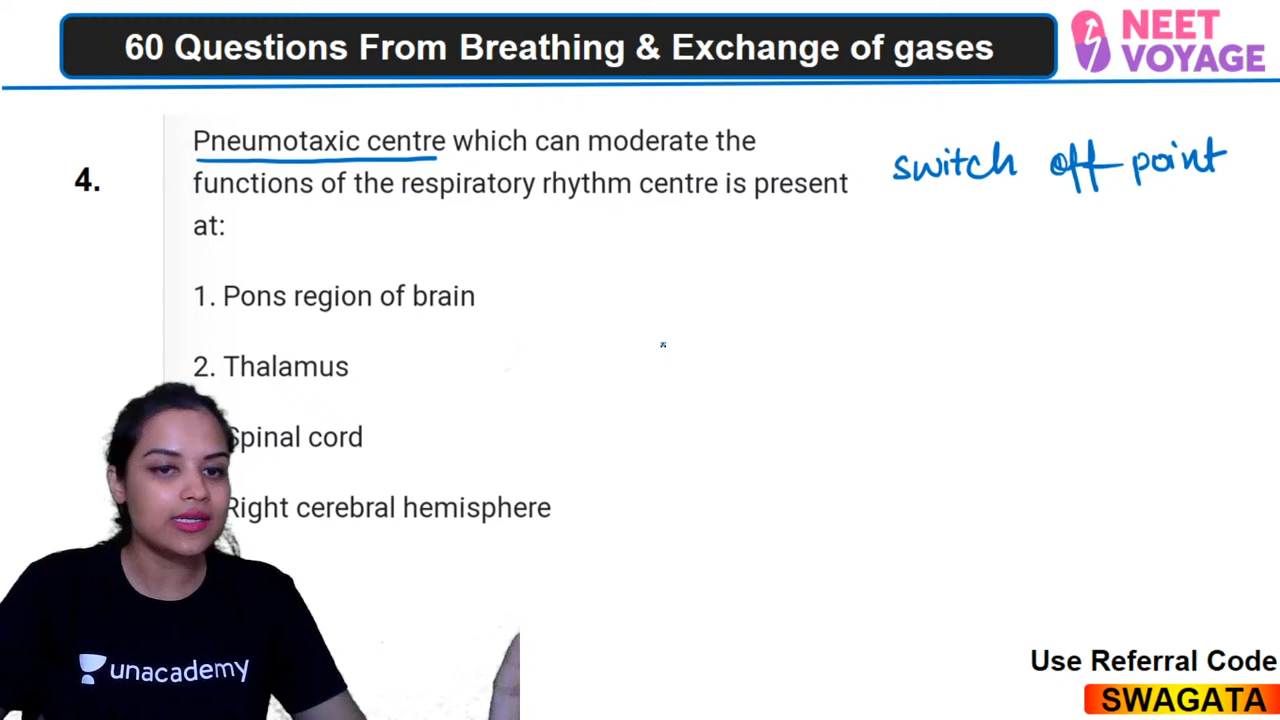 60 Questions From Breathing & Exchange of gases
NEET
VOYAGE
4.
Pneumotaxic centre which can moderate the
functions of the respiratory rhythm centre is present
at:
switch off point
1. Pons region of brain
2. Thalamus
Spinal cord
Right cerebral hemisphere
unacademy
Use Referral Code
SWAGATA